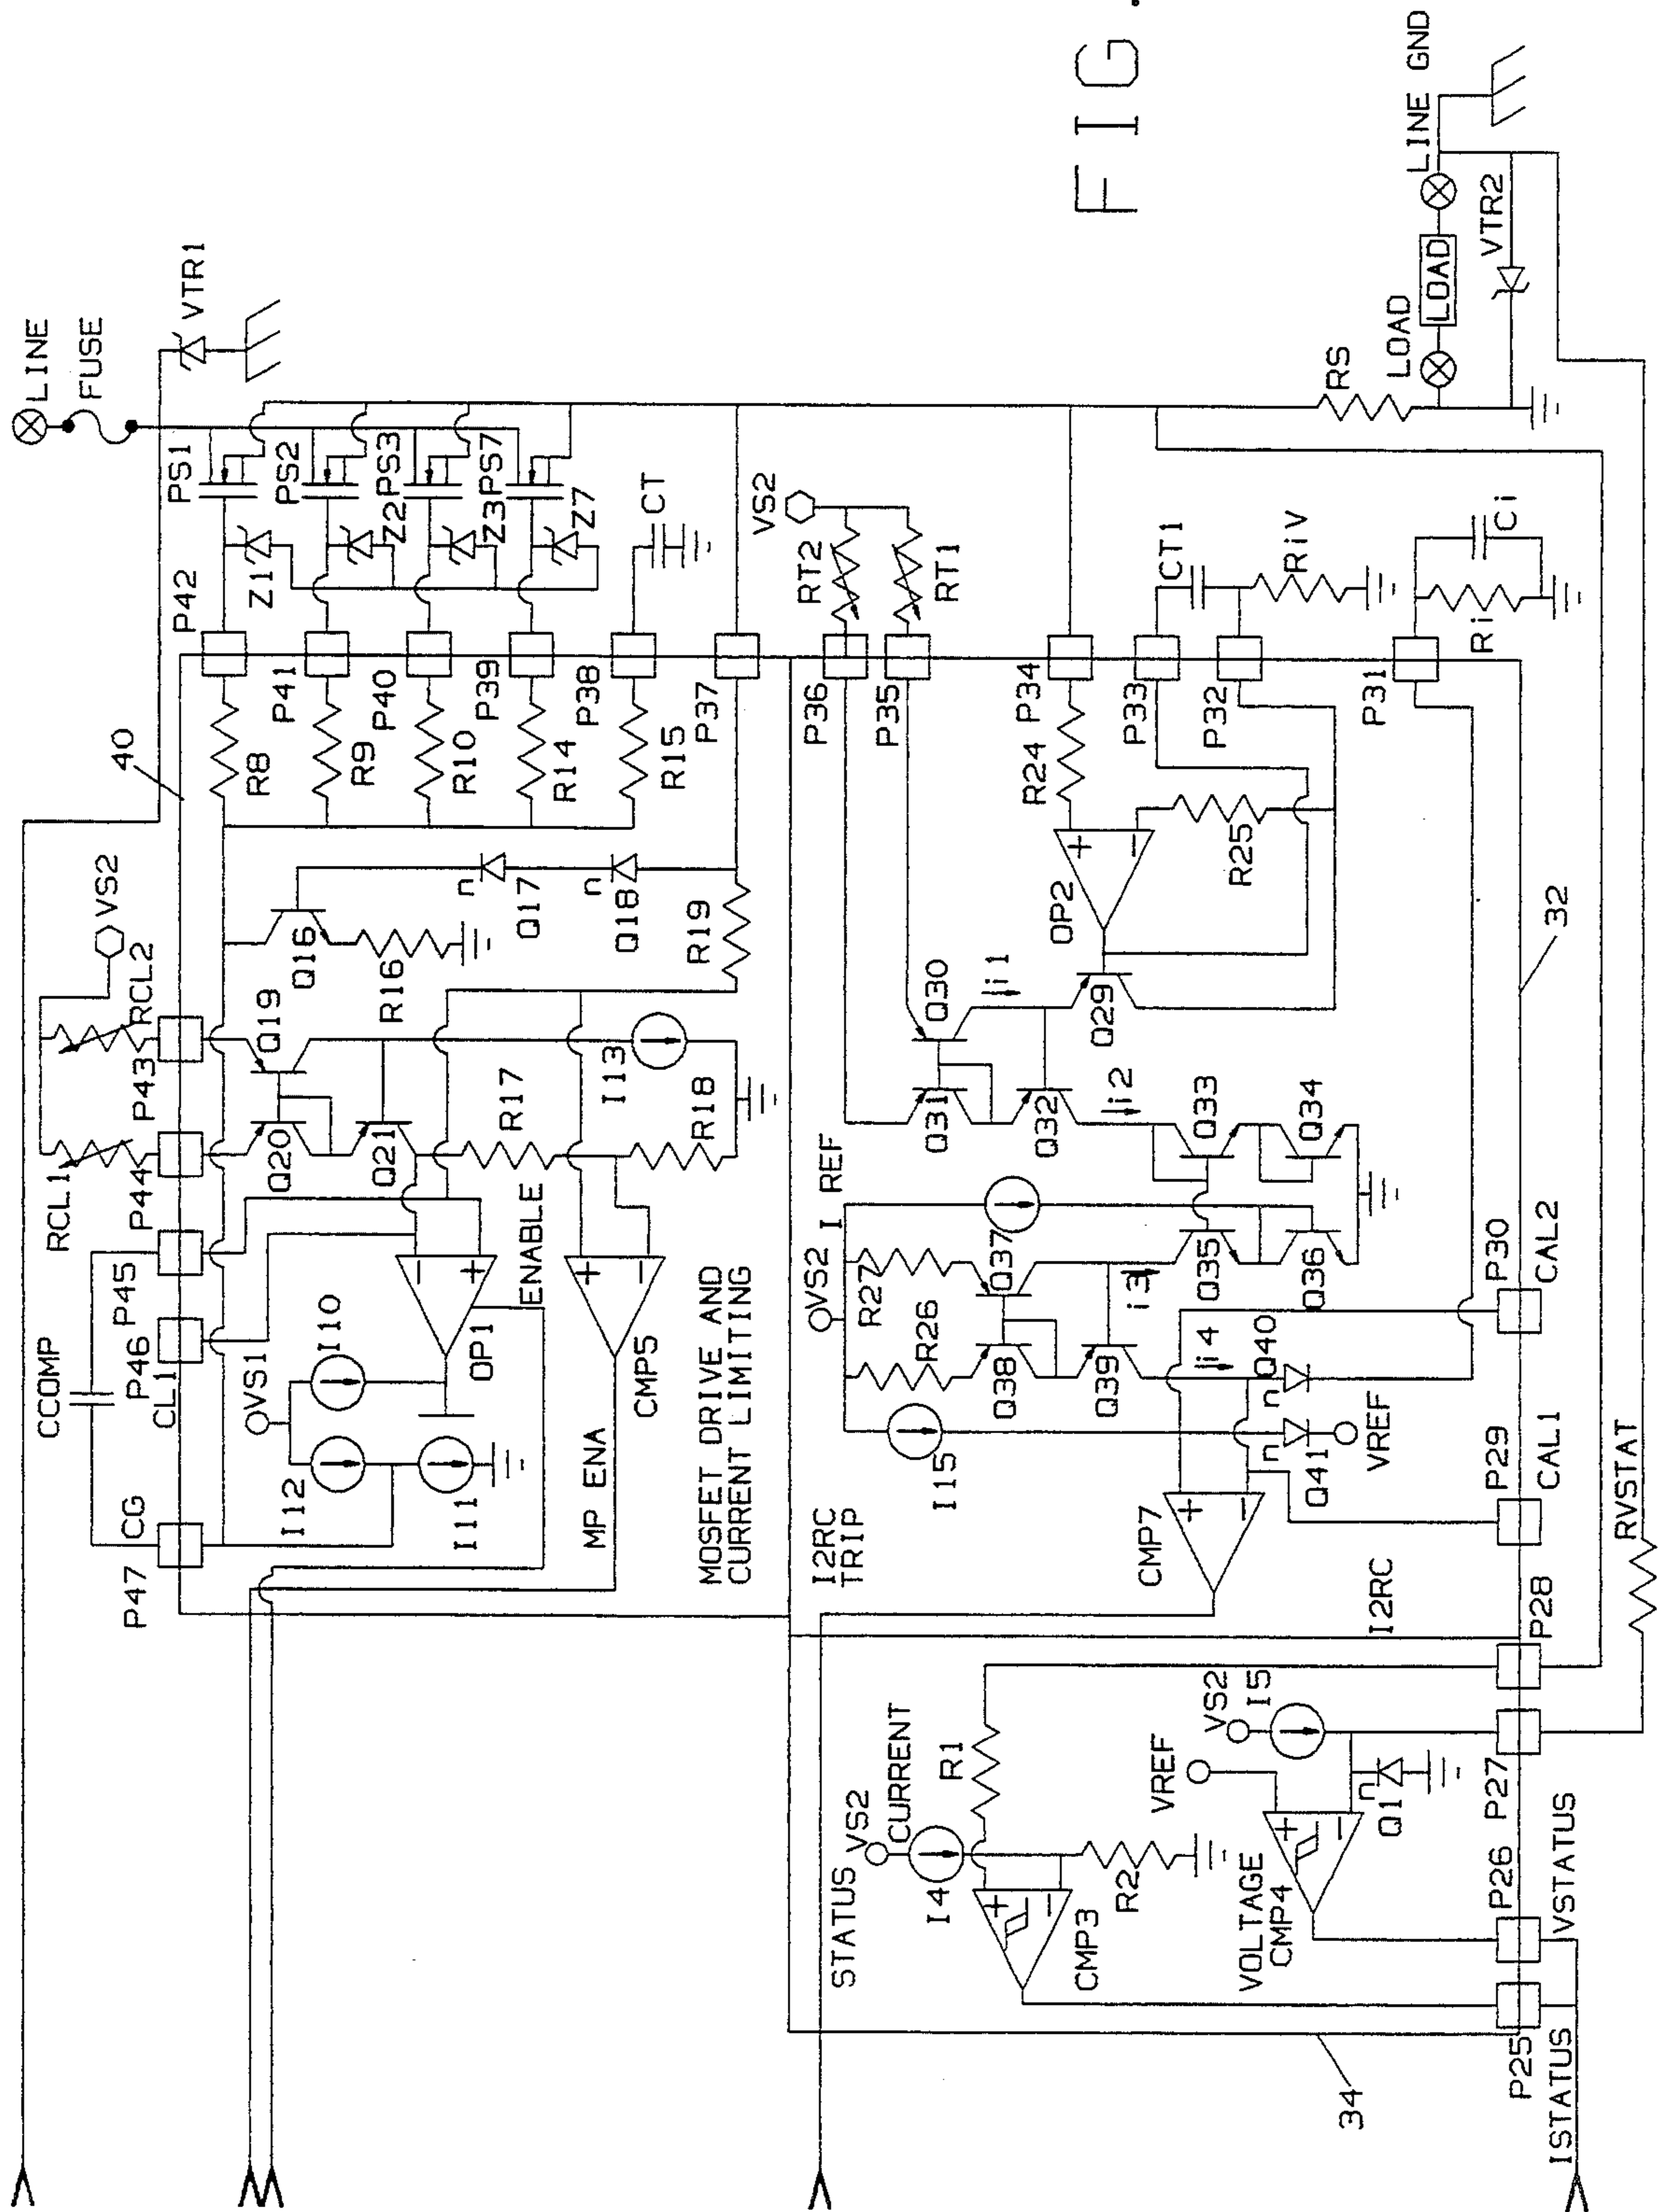 LINE
FUSE
VTR1
40
VS2
RCL2
RCL1
CCOMP
P42
PS1
PS2
PS3
PS7
Z1
Z2
Z3
Z7
CT
P41
P40
P39
P38
P37
R8
R9
R10
R14
R15
n
Q17
n
Q18
R19
Q16
R16
Q19
P43
P44
P45
P46
CL1
CG
P47
Q20
Q21
R17
R18
I13
ENABLE
OP1
I10
VS1
I12
I11
CMP5
MP ENA
MOSFET DRIVE AND
CURRENT LIMITING
FIG.
VS2
RT2
RT1
P36
P35
P34
P33
P32
P31
CT1
RiV
Ri
Ci
R24
R25
OP2
Q30
i1
Q29
Q31
Q32
i2
Q33
Q34
I REF
VS2
R27
R26
Q37
Q38
Q39
i3
Q35
Q36
i4
Q40
n
n
Q41
VREF
I15
CMP7
I2RC
TRIP
I2RC
32
P30
CAL2
P29
CAL1
P28
RVSTAT
RS
LOAD
LOAD
LINE GND
VTR2
STATUS
VS2
CURRENT
I4
R1
R2
CMP3
VREF
VS2
I5
VOLTAGE
CMP4
n
Q1
P27
P26
P25
VSTATUS
ISTATUS
34